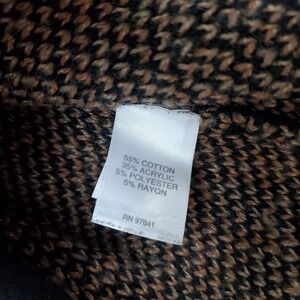 55% COTTON
35% ACRYLIC
5% POLYESTER
5% RAYON
RN 97641